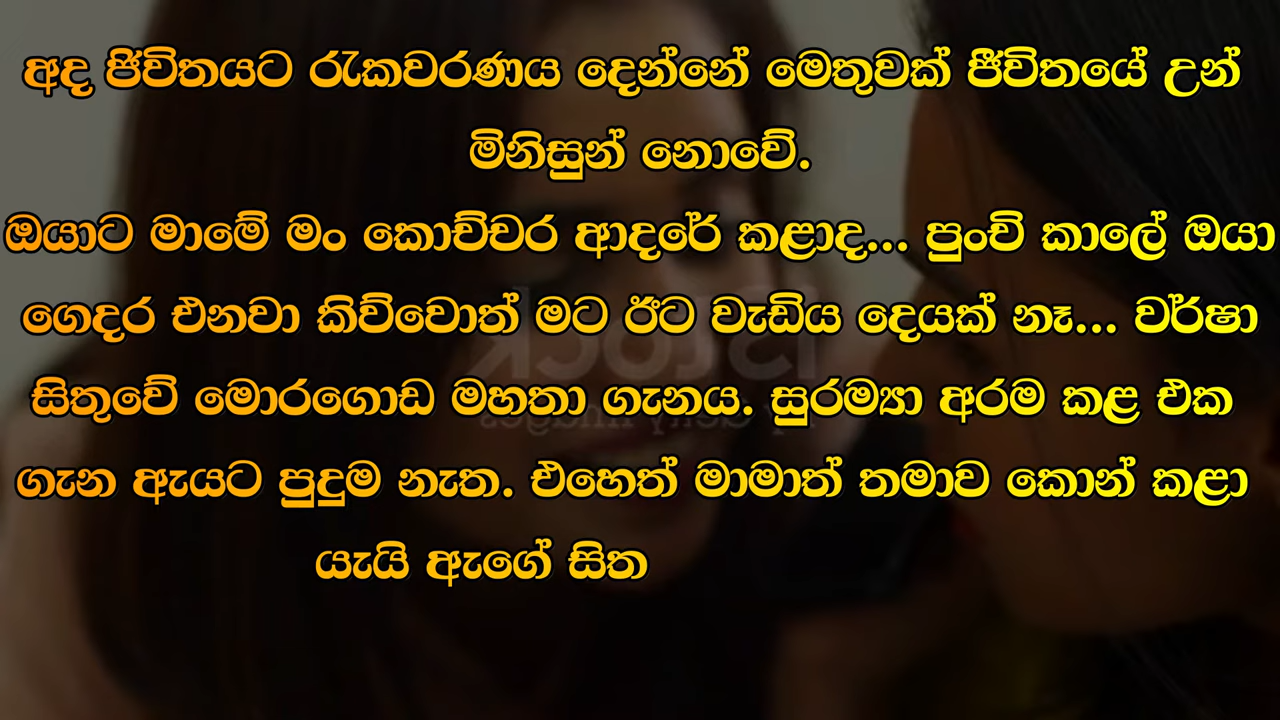 අද ජිවිතයට රැකවරණය දෙන්නේ මෙතුවක් ජීවිතයේ උන්
මිනිසුන් නොවේ.
ඔයාට මාමේ මං කොච්චර ආදරේ කළාද... පුංචි කාලේ ඔයා
ගෙදර එනවා කිව්වොත් මට ඊට වැඩිය දෙයක් නෑ... වර්ෂා
සිතුවේ මොරගොඩ මහතා ගැනය. සුරම්‍යා අරම කළ එක
ගැන ඇයට පුදුම නැත. එහෙත් මාමාත් තමාව කොන් කළා
යැයි ඇගේ සිත